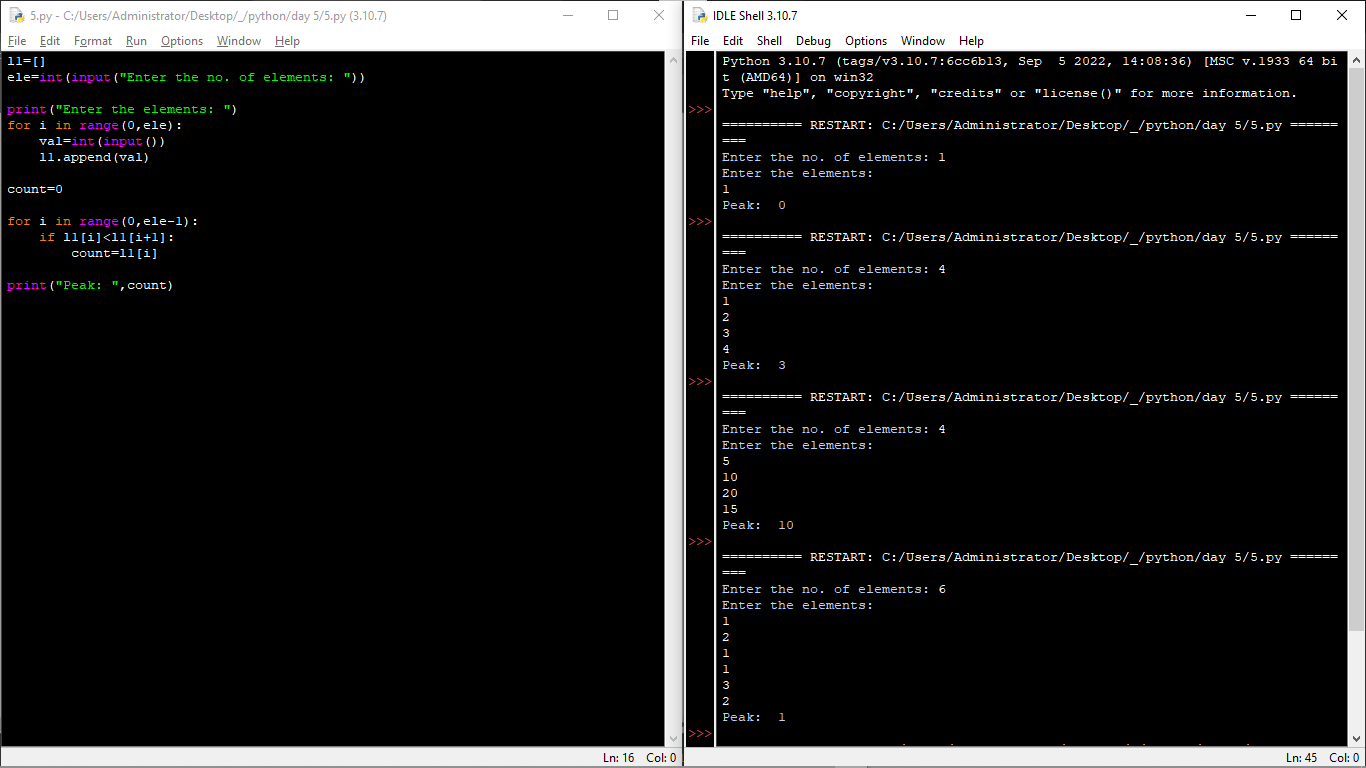 5.py - C:/Users/Administrator/Desktop/_/python/day 5/5.py (3.10.7)
File Edit Format Run Options Window Help
l1=[]
ele=int(input("Enter the no. of elements: "))
print("Enter the elements: ")
for i in range(0,ele):
    val=int(input())
    l1.append(val)
count=0
for i in range(0,ele-1):
    if l1[i]<l1[i+1]:
        count=l1[i]
print("Peak: ",count)
Ln: 16 Col: 0
IDLE Shell 3.10.7
File Edit Shell Debug Options Window Help
Python 3.10.7 (tags/v3.10.7:6cc6b13, Sep  5 2022, 14:08:36) [MSC v.1933 64 bi
t (AMD64)] on win32
Type "help", "copyright", "credits" or "license()" for more information.
>>>
========== RESTART: C:/Users/Administrator/Desktop/_/python/day 5/5.py ======
===
Enter the no. of elements: 1
Enter the elements:
1
Peak:  0
>>>
========== RESTART: C:/Users/Administrator/Desktop/_/python/day 5/5.py ======
===
Enter the no. of elements: 4
Enter the elements:
1
2
3
4
Peak:  3
>>>
========== RESTART: C:/Users/Administrator/Desktop/_/python/day 5/5.py ======
===
Enter the no. of elements: 4
Enter the elements:
5
10
20
15
Peak:  10
>>>
========== RESTART: C:/Users/Administrator/Desktop/_/python/day 5/5.py ======
===
Enter the no. of elements: 6
Enter the elements:
1
2
1
1
3
2
Peak:  1
>>>
Ln: 45 Col: 0